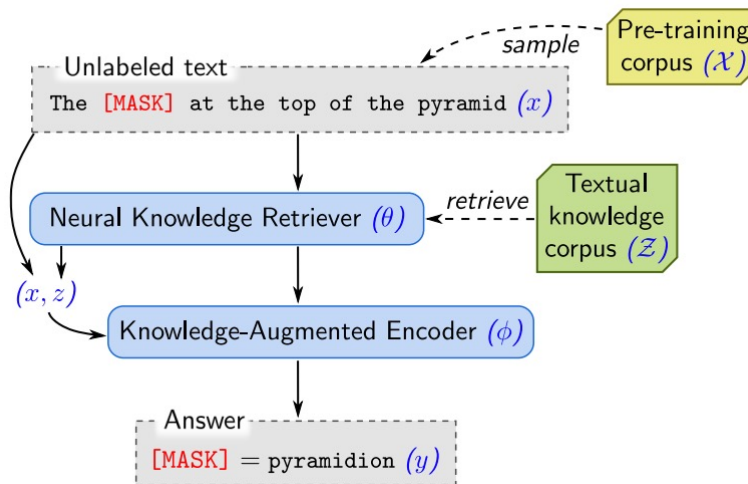 Pre-training
corpus (𝒳)
sample
Unlabeled text
The [MASK] at the top of the pyramid (x)
Neural Knowledge Retriever (θ)
retrieve
Textual
knowledge
corpus (𝒵)
(x, z)
Knowledge-Augmented Encoder (ϕ)
Answer
[MASK] = pyramidion (y)